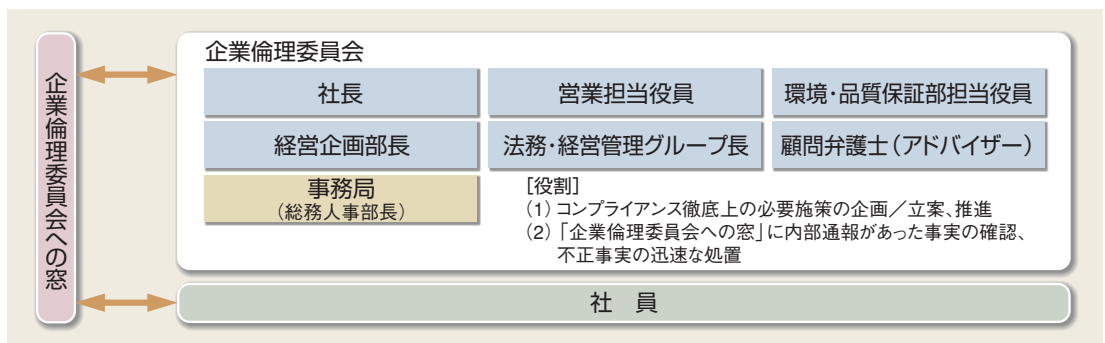 企業倫理委員会への窓
企業倫理委員会
社長
営業担当役員
環境・品質保証部担当役員
経営企画部長
法務・経営管理グループ長
顧問弁護士(アドバイザー)
事務局
(総務人事部長)
[役割]
(1)コンプライアンス徹底上の必要施策の企画/立案、推進
(2)「企業倫理委員会への窓」に内部通報があった事実の確認、
不正事実の迅速な処置
社 員